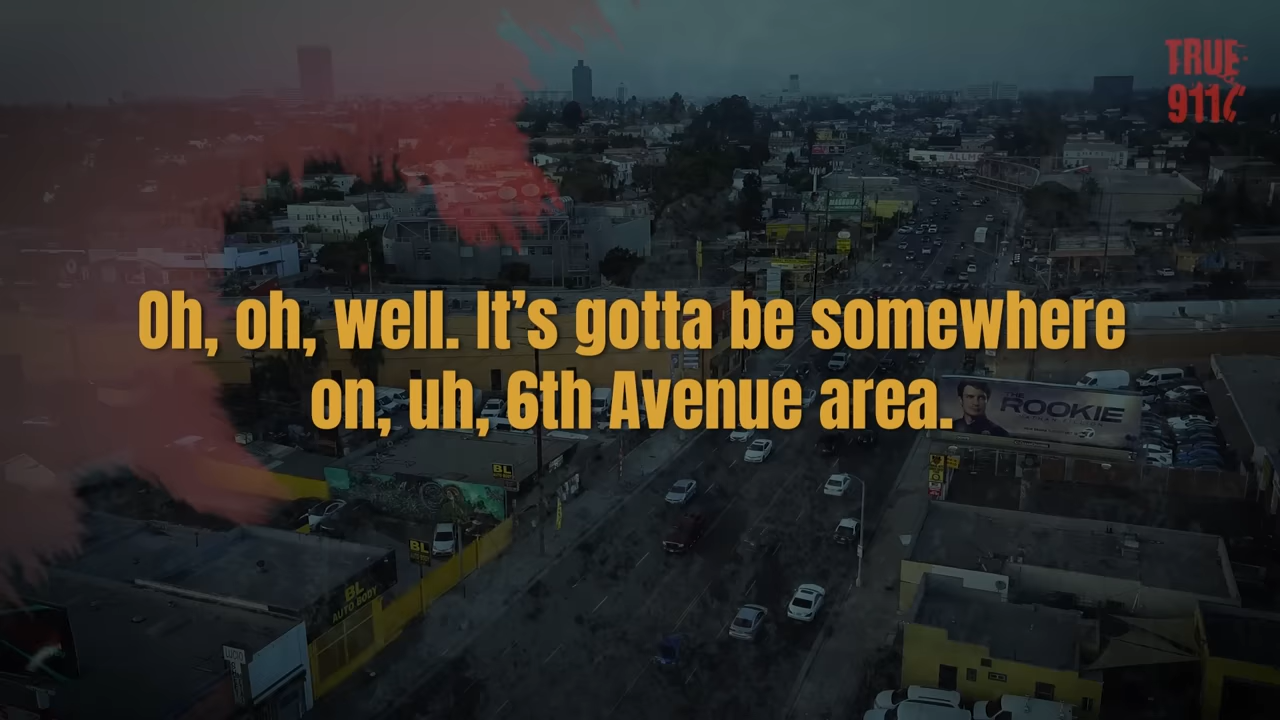 TRUE
911
Oh, oh, well. It’s gotta be somewhere
on, uh, 6th Avenue area.
THE
ROOKIE
BL
BL
BL
AUTO BODY